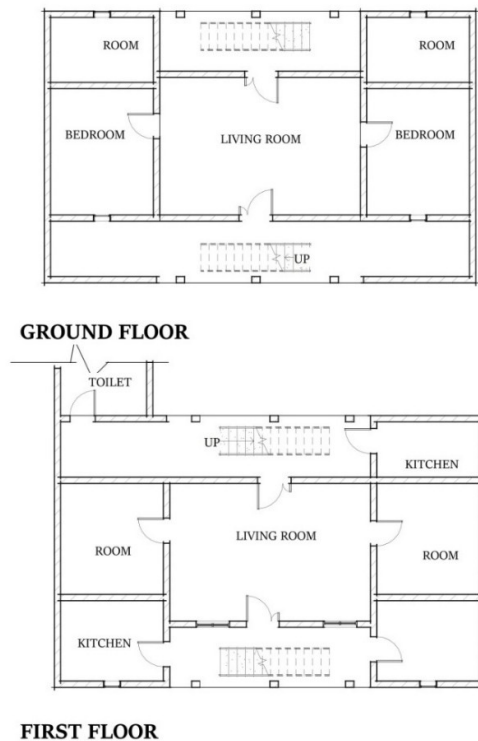 ROOM
ROOM
BEDROOM
LIVING ROOM
BEDROOM
UP
GROUND FLOOR
TOILET
UP
KITCHEN
LIVING ROOM
ROOM
ROOM
KITCHEN
FIRST FLOOR